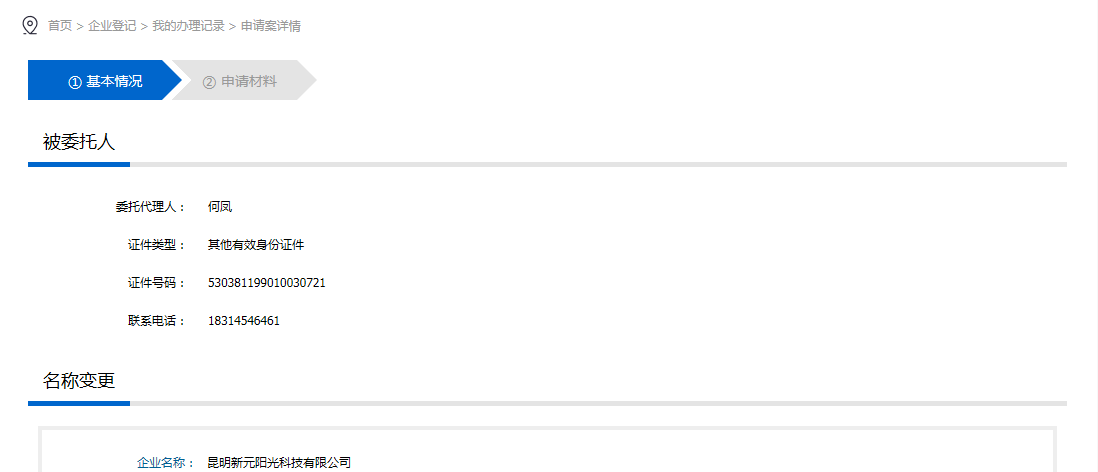 首页 > 企业登记 > 我的办理记录 > 申请案详情
① 基本情况 ② 申请材料
被委托人
委托代理人： 何凤
证件类型： 其他有效身份证件
证件号码： 530381199010030721
联系电话： 18314546461
名称变更
企业名称： 昆明新元阳光科技有限公司